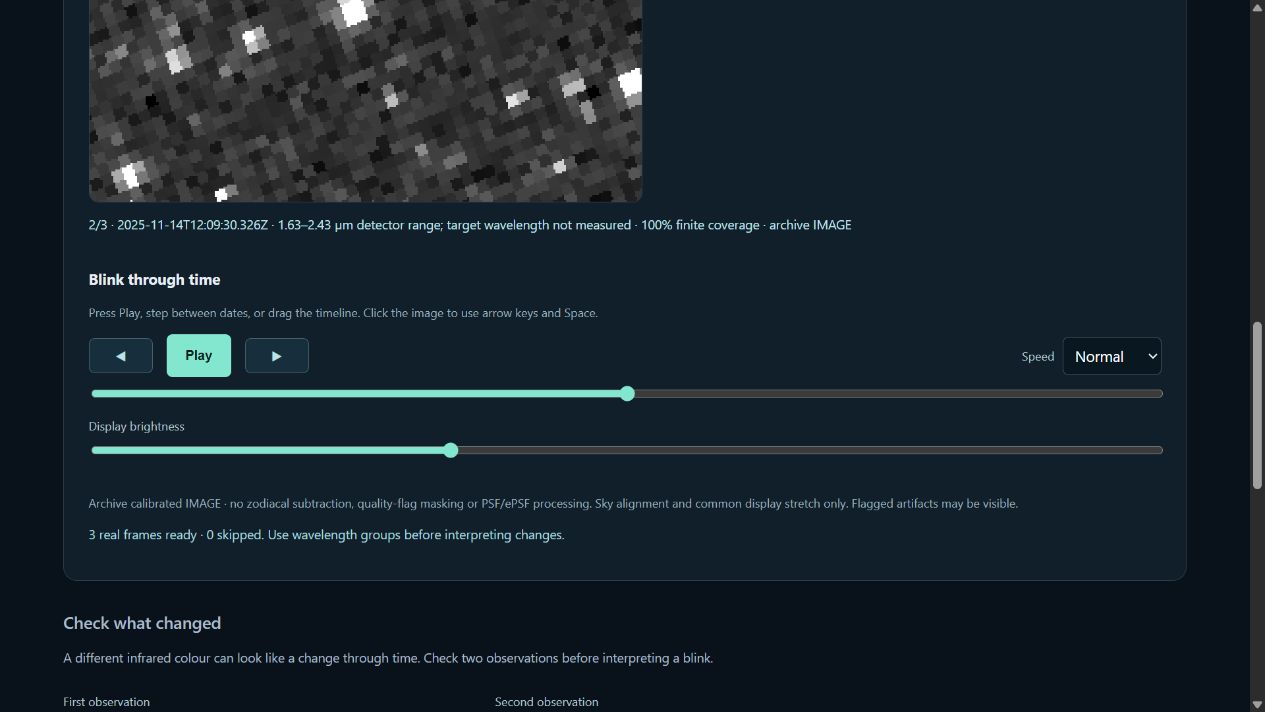 2/3 · 2025-11-14T12:09:30.326Z · 1.63–2.43 μm detector range; target wavelength not measured · 100% finite coverage · archive IMAGE
Blink through time
Press Play, step between dates, or drag the timeline. Click the image to use arrow keys and Space.
Play
Speed
Normal
Display brightness
Archive calibrated IMAGE · no zodiacal subtraction, quality-flag masking or PSF/ePSF processing. Sky alignment and common display stretch only. Flagged artifacts may be visible.
3 real frames ready · 0 skipped. Use wavelength groups before interpreting changes.
Check what changed
A different infrared colour can look like a change through time. Check two observations before interpreting a blink.
First observation
Second observation